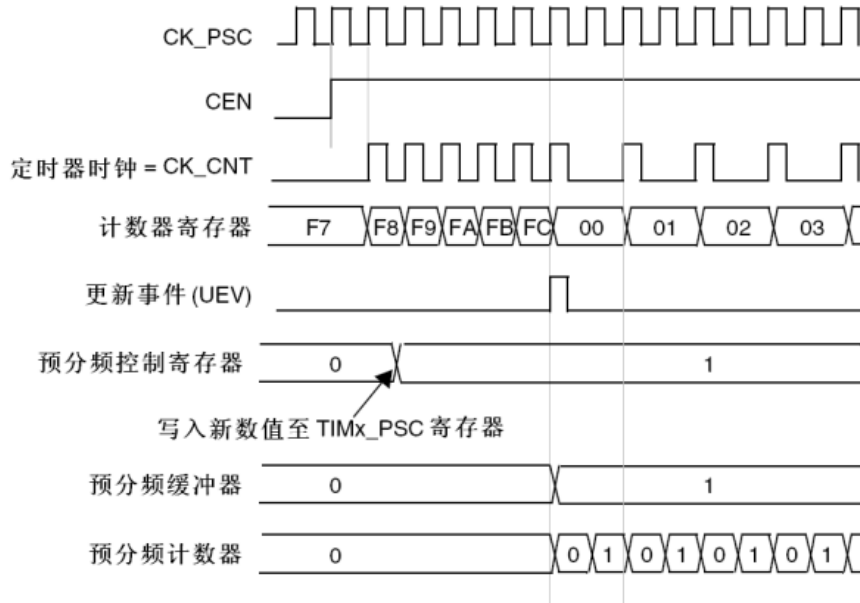 CK_PSC
CEN
定时器时钟 = CK_CNT
计数器寄存器 F7 F8 F9 FA FB FC 00 01 02 03
更新事件 (UEV)
预分频控制寄存器 0 1
写入新数值至 TIMx_PSC 寄存器
预分频缓冲器 0 1
预分频计数器 0 0 1 0 1 0 1 0 1